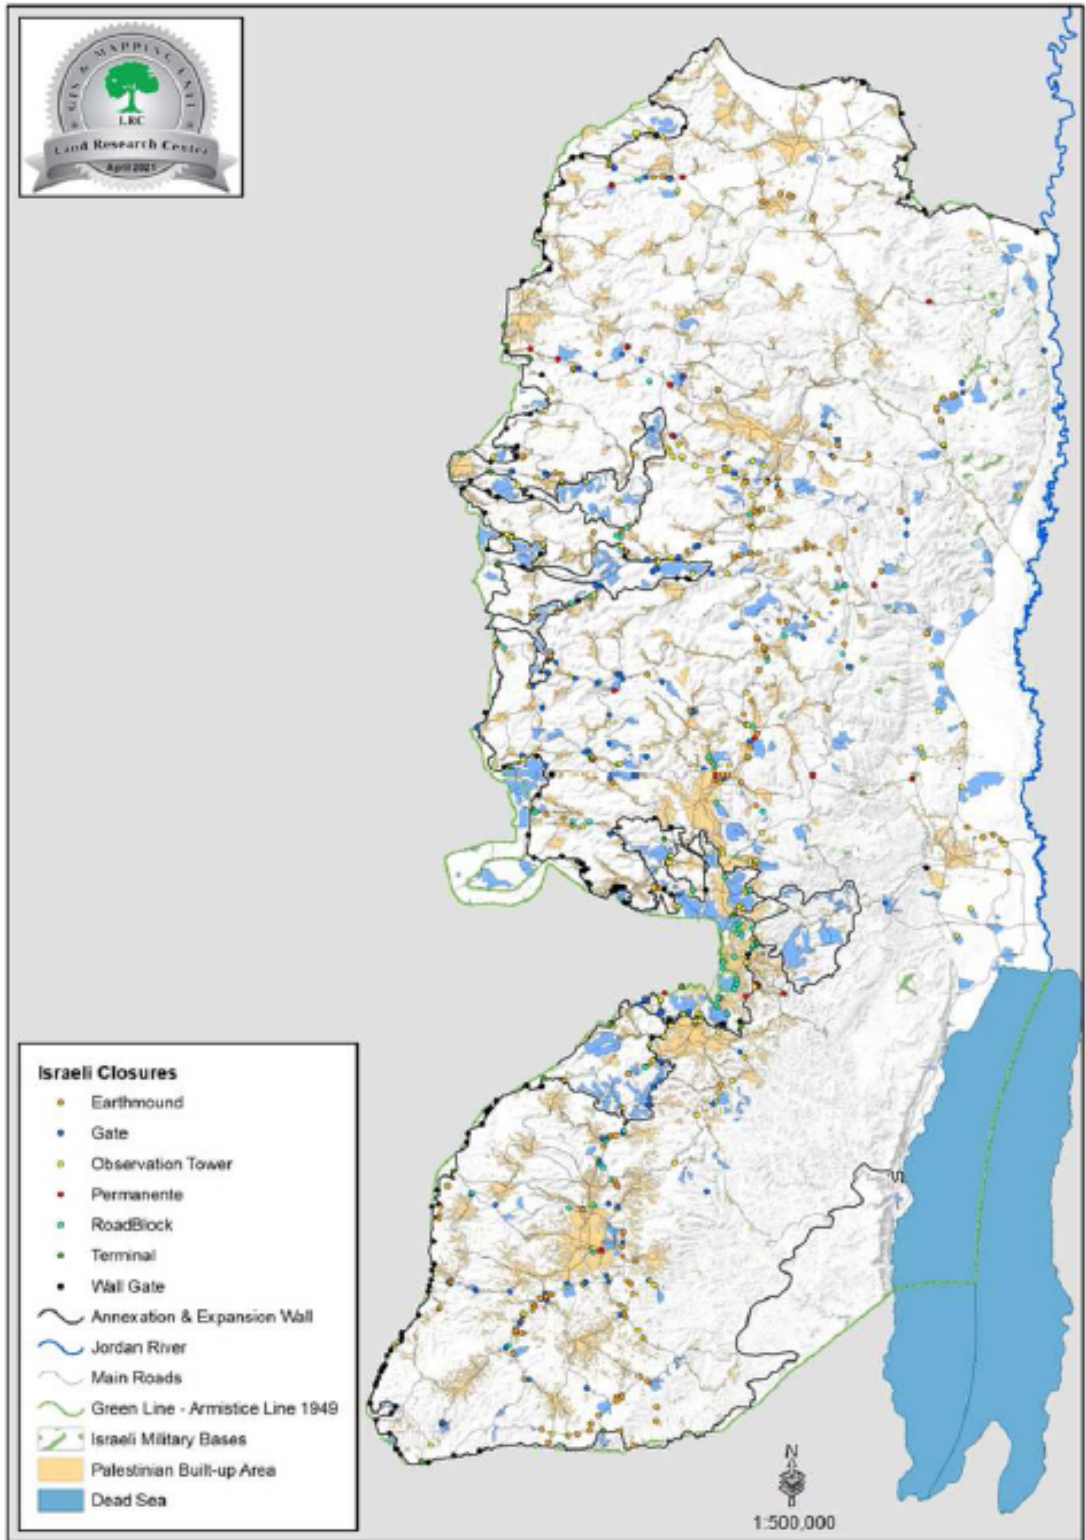 GIS & MAPPING UNIT
LRC
Land Research Center
April 2021
Israeli Closures
Earthmound
Gate
Observation Tower
Permanente
RoadBlock
Terminal
Wall Gate
Annexation & Expansion Wall
Jordan River
Main Roads
Green Line - Armistice Line 1949
Israeli Military Bases
Palestinian Built-up Area
Dead Sea
N
1:500,000